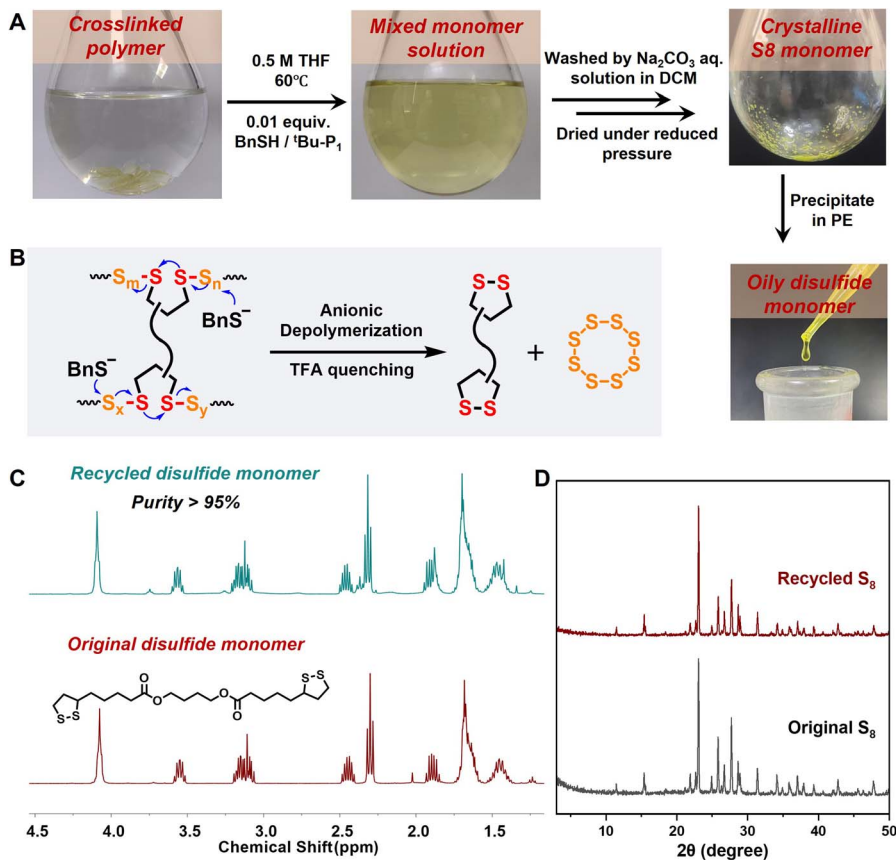 A
Crosslinked
polymer
0.5 M THF
60℃
0.01 equiv.
BnSH / ᵗBu-P₁
Mixed monomer
solution
Washed by Na₂CO₃ aq.
solution in DCM
Dried under reduced
pressure
Crystalline
S8 monomer
Precipitate
in PE
Oily disulfide
monomer
B
Sm-S S-Sn
BnS⁻
BnS⁻
Sx-S S-Sy
Anionic
Depolymerization
TFA quenching
S-S
S-S
+
S S S S S S S S
C
Recycled disulfide monomer
Purity > 95%
Original disulfide monomer
O
O
O
O
S-S
S-S
4.5 4.0 3.5 3.0 2.5 2.0 1.5
Chemical Shift(ppm)
D
Recycled S₈
Original S₈
10 20 30 40 50
2θ (degree)